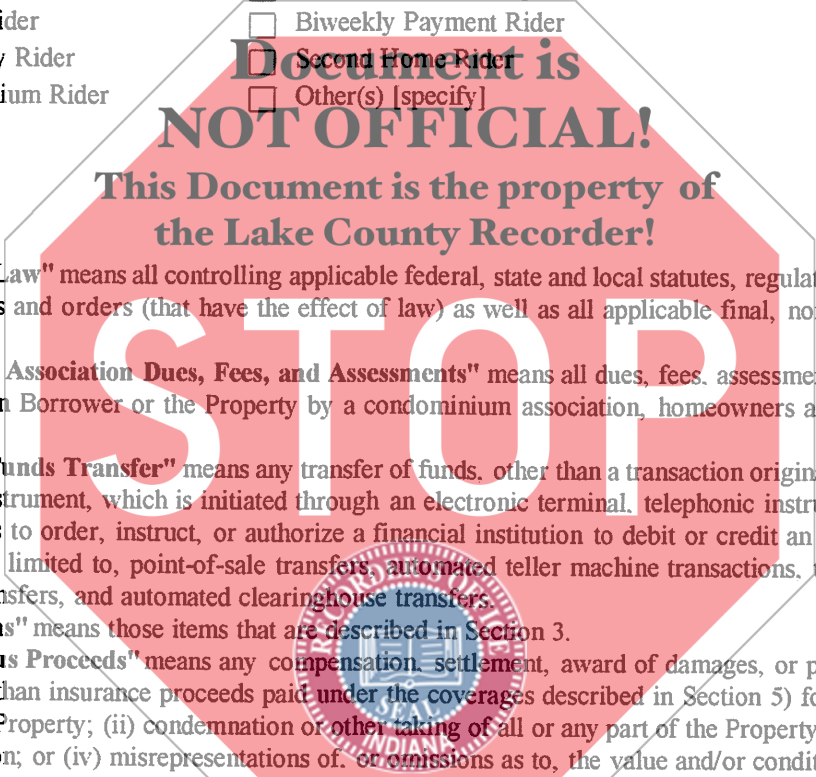 ider ☐ Biweekly Payment Rider
y Rider ☐ Second Home Rider
ium Rider ☐ Other(s) [specify]
Document is
NOT OFFICIAL!
This Document is the property of
the Lake County Recorder!
Law" means all controlling applicable federal, state and local statutes, regulat
s and orders (that have the effect of law) as well as all applicable final, no
Association Dues, Fees, and Assessments" means all dues, fees, assessme
n Borrower or the Property by a condominium association, homeowners a
STOP
unds Transfer" means any transfer of funds, other than a transaction origin
strument, which is initiated through an electronic terminal, telephonic instru
to order, instruct, or authorize a financial institution to debit or credit an
limited to, point-of-sale transfers, automated teller machine transactions,
nsfers, and automated clearinghouse transfers.
ns" means those items that are described in Section 3.
us Proceeds" means any compensation, settlement, award of damages, or p
than insurance proceeds paid under the coverages described in Section 5) fo
Property; (ii) condemnation or other taking of all or any part of the Property
on; or (iv) misrepresentations of, or omissions as to, the value and/or condit
RECORDER'S OFFICE
SEAL
INDIANA